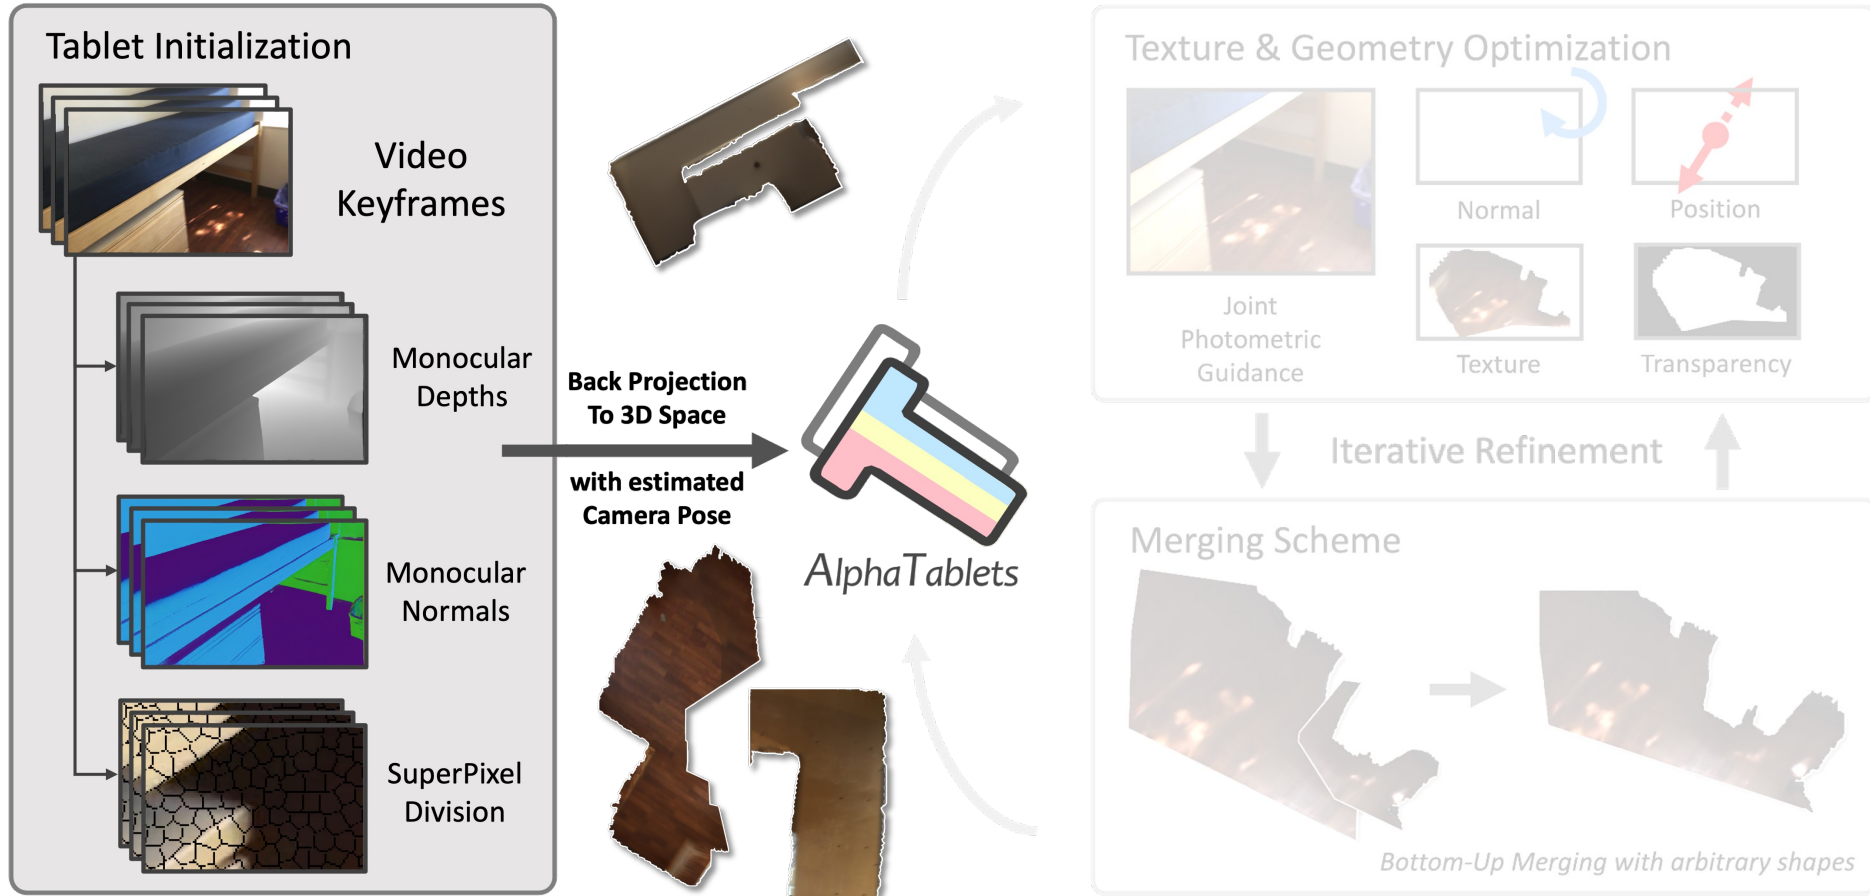 Tablet Initialization
Video
Keyframes
Monocular
Depths
Monocular
Normals
SuperPixel
Division
Back Projection
To 3D Space
with estimated
Camera Pose
AlphaTablets
Texture & Geometry Optimization
Joint
Photometric
Guidance
Normal
Position
Texture
Transparency
Iterative Refinement
Merging Scheme
Bottom-Up Merging with arbitrary shapes